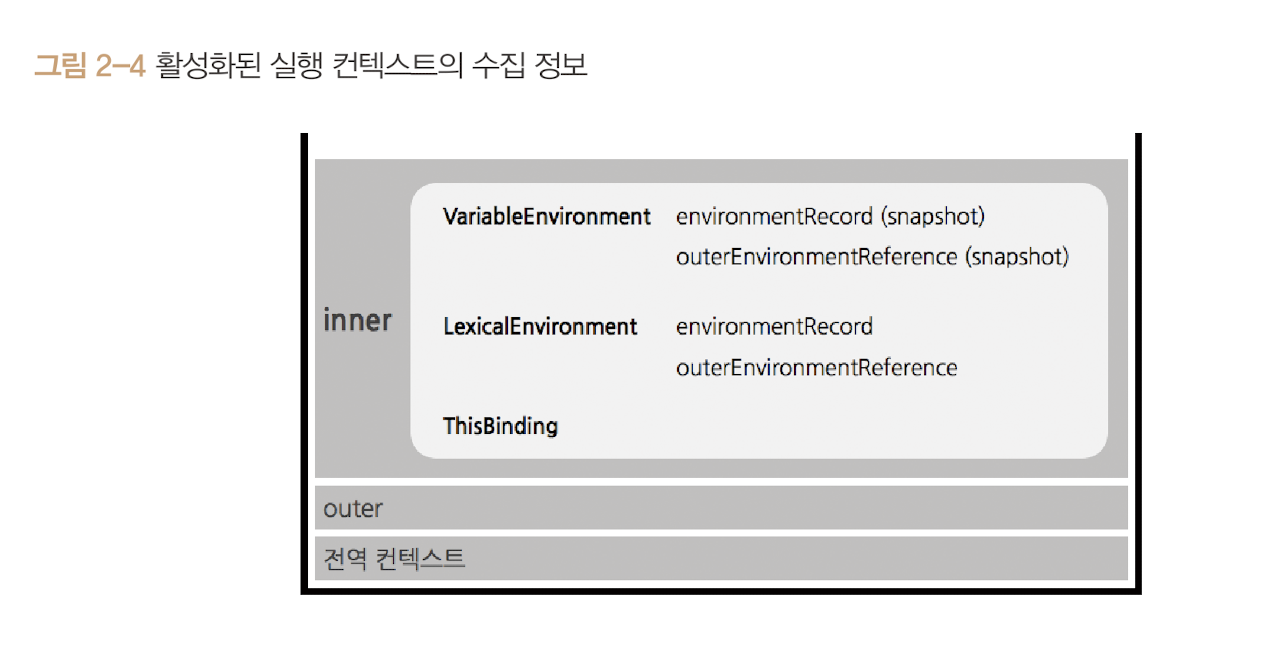 그림 2-4 활성화된 실행 컨텍스트의 수집 정보
VariableEnvironment environmentRecord (snapshot)
outerEnvironmentReference (snapshot)
inner
LexicalEnvironment environmentRecord
outerEnvironmentReference
ThisBinding
outer
전역 컨텍스트